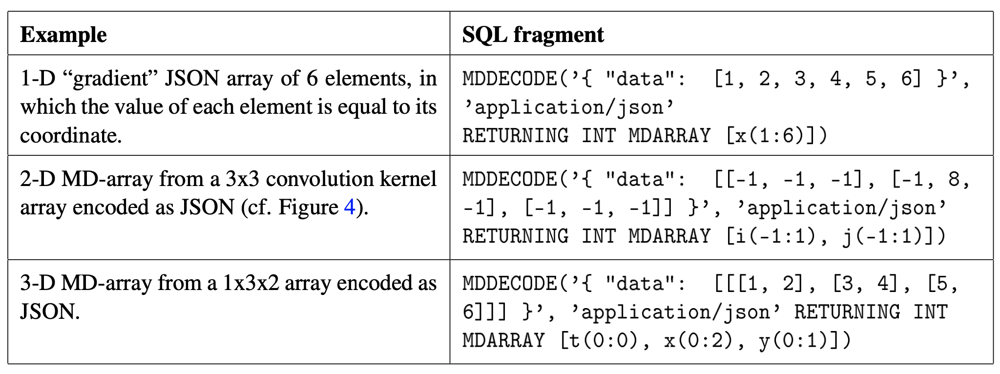 Example
SQL fragment
1-D “gradient” JSON array of 6 elements, in
which the value of each element is equal to its
coordinate.
MDDECODE(’{ "data":  [1, 2, 3, 4, 5, 6] }’,
’application/json’
RETURNING INT MDARRAY [x(1:6)])
2-D MD-array from a 3x3 convolution kernel
array encoded as JSON (cf. Figure 4).
MDDECODE(’{ "data":  [[-1, -1, -1], [-1, 8,
-1], [-1, -1, -1]] }’, ’application/json’
RETURNING INT MDARRAY [i(-1:1), j(-1:1)])
3-D MD-array from a 1x3x2 array encoded as
JSON.
MDDECODE(’{ "data":  [[[1, 2], [3, 4], [5,
6]]] }’, ’application/json’ RETURNING INT
MDARRAY [t(0:0), x(0:2), y(0:1)])